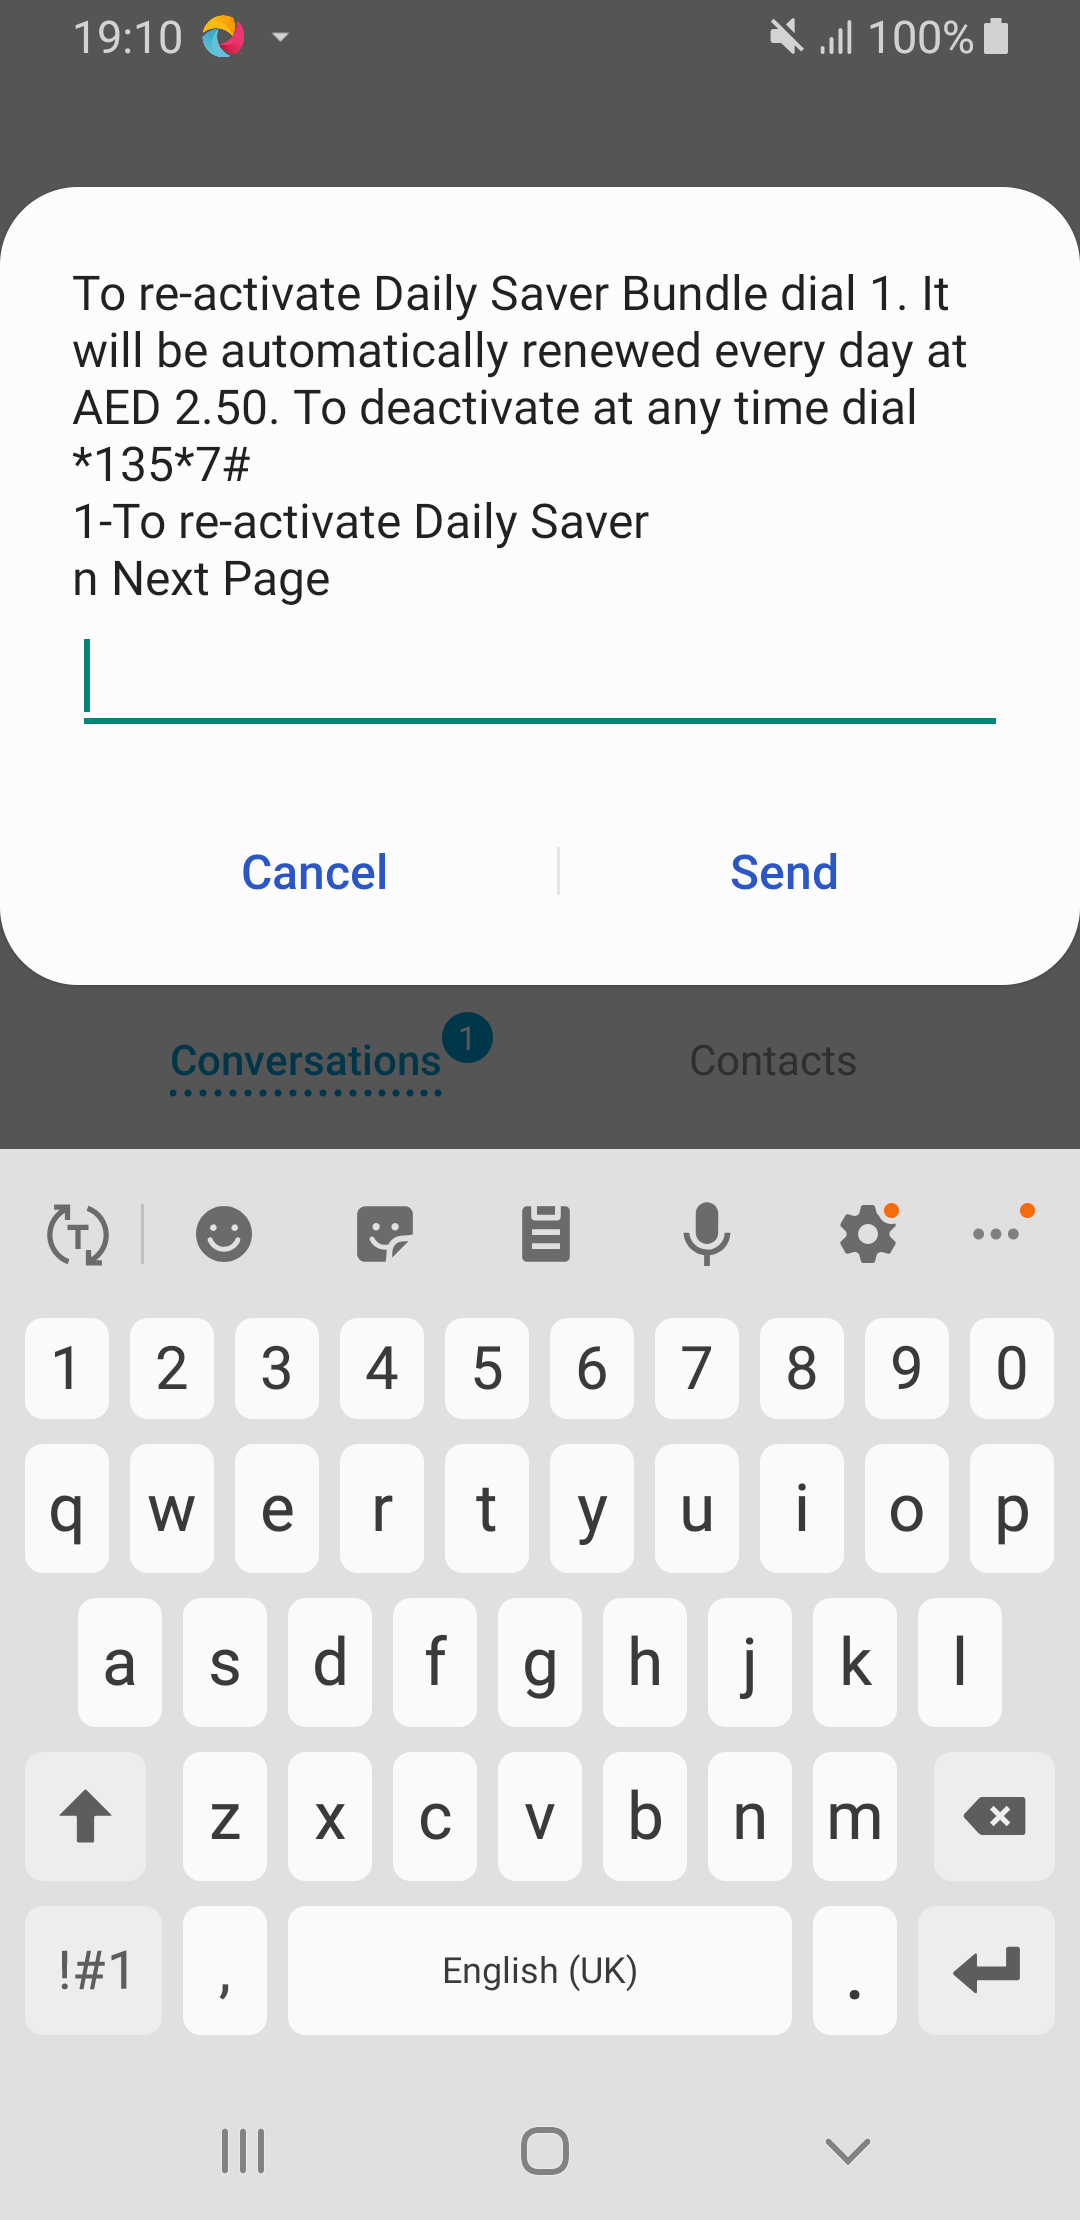 19:10 100%
To re-activate Daily Saver Bundle dial 1. It
will be automatically renewed every day at
AED 2.50. To deactivate at any time dial
*135*7#
1-To re-activate Daily Saver
n Next Page
Cancel Send
Conversations 1 Contacts
T
1 2 3 4 5 6 7 8 9 0
q w e r t y u i o p
a s d f g h j k l
z x c v b n m
!#1 , English (UK) .